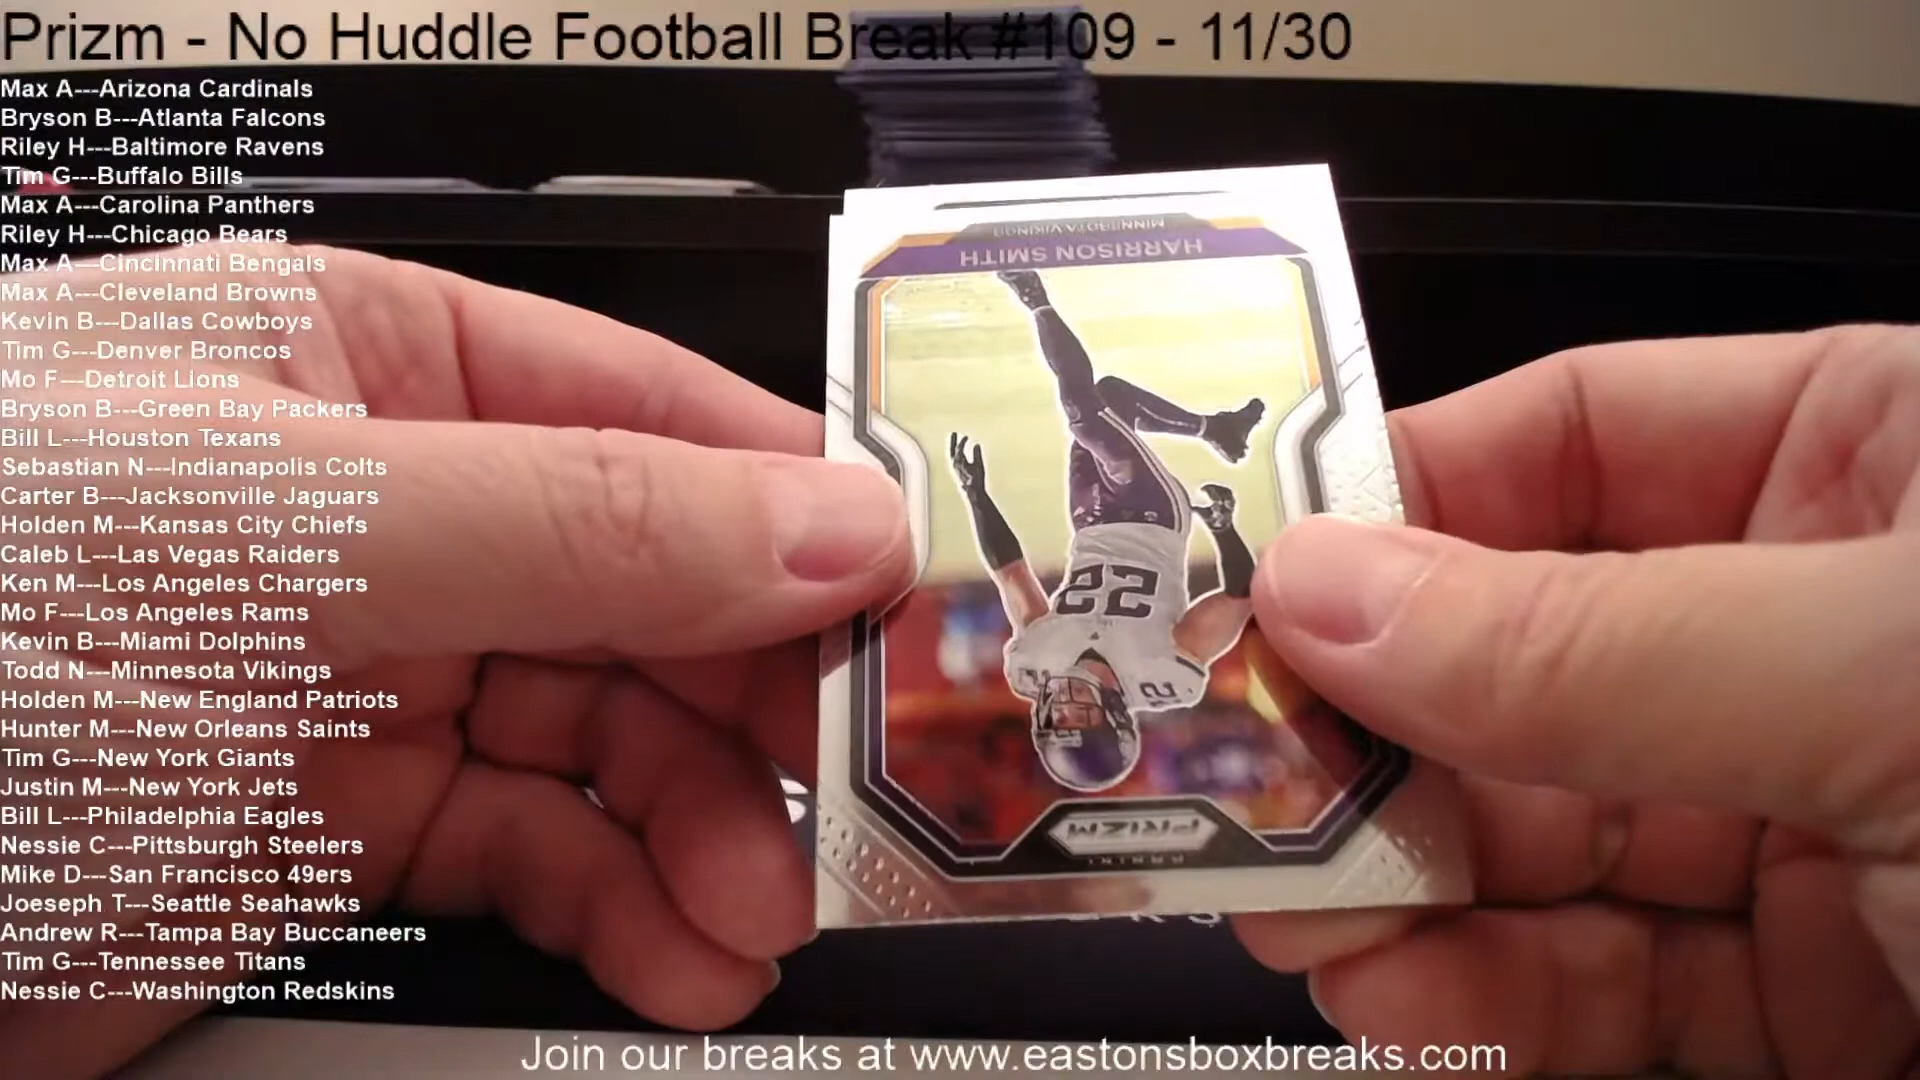 Prizm - No Huddle Football Break #109 - 11/30
Max A---Arizona Cardinals
Bryson B---Atlanta Falcons
Riley H---Baltimore Ravens
Tim G---Buffalo Bills
Max A---Carolina Panthers
Riley H---Chicago Bears
Max A---Cincinnati Bengals
Max A---Cleveland Browns
Kevin B---Dallas Cowboys
Tim G---Denver Broncos
Mo F---Detroit Lions
Bryson B---Green Bay Packers
Bill L---Houston Texans
Sebastian N---Indianapolis Colts
Carter B---Jacksonville Jaguars
Holden M---Kansas City Chiefs
Caleb L---Las Vegas Raiders
Ken M---Los Angeles Chargers
Mo F---Los Angeles Rams
Kevin B---Miami Dolphins
Todd N---Minnesota Vikings
Holden M---New England Patriots
Hunter M---New Orleans Saints
Tim G---New York Giants
Justin M---New York Jets
Bill L---Philadelphia Eagles
Nessie C---Pittsburgh Steelers
Mike D---San Francisco 49ers
Joeseph T---Seattle Seahawks
Andrew R---Tampa Bay Buccaneers
Tim G---Tennessee Titans
Nessie C---Washington Redskins
MINNESOTA VIKINGS
HARRISON SMITH
22
PRIZM
PANINI
Join our breaks at www.eastonsboxbreaks.com